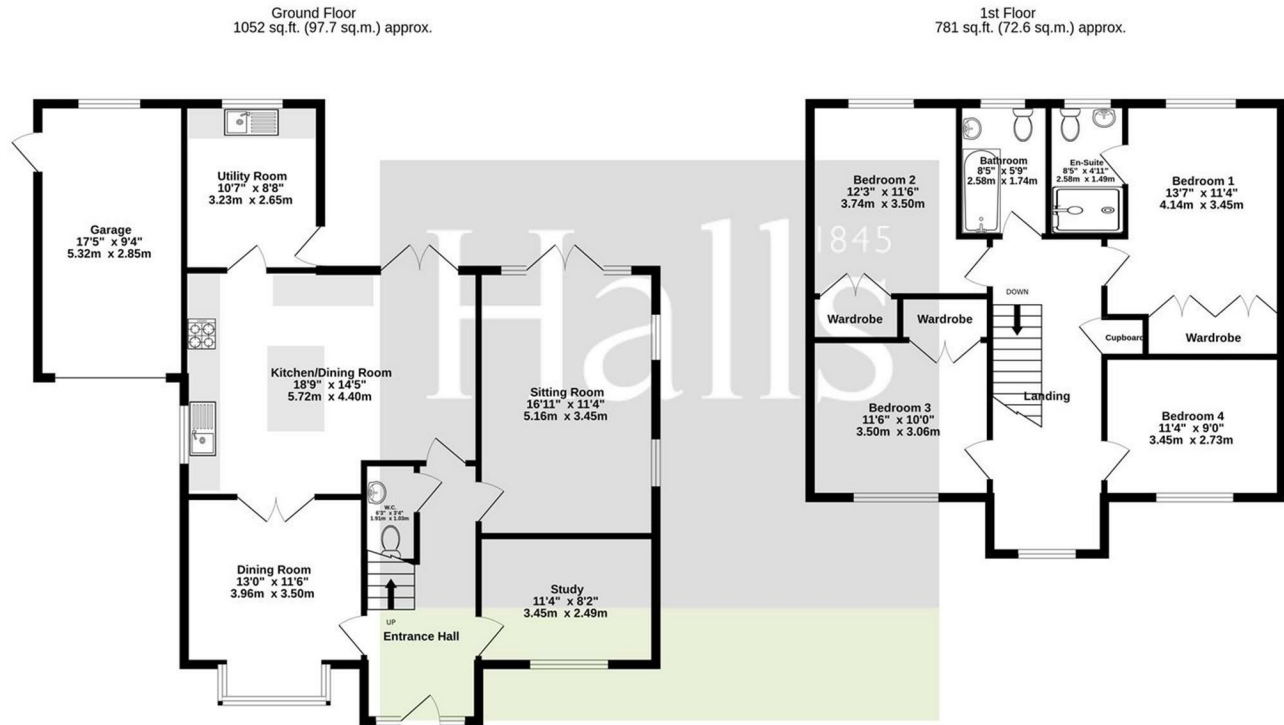 Ground Floor
1052 sq.ft. (97.7 sq.m.) approx.
1st Floor
781 sq.ft. (72.6 sq.m.) approx.
Utility Room
10'7" x 8'8"
3.23m x 2.65m
Garage
17'5" x 9'4"
5.32m x 2.85m
Kitchen/Dining Room
18'9" x 14'5"
5.72m x 4.40m
Sitting Room
16'11" x 11'4"
5.16m x 3.45m
W.C.
6'3" x 3'4"
1.91m x 1.03m
Dining Room
13'0" x 11'6"
3.96m x 3.50m
Study
11'4" x 8'2"
3.45m x 2.49m
UP
Entrance Hall
Halls
1845
Bedroom 2
12'3" x 11'6"
3.74m x 3.50m
Bathroom
8'5" x 5'9"
2.58m x 1.74m
En-Suite
8'5" x 4'11"
2.58m x 1.49m
Bedroom 1
13'7" x 11'4"
4.14m x 3.45m
DOWN
Wardrobe
Wardrobe
Cupboard
Wardrobe
Landing
Bedroom 3
11'6" x 10'0"
3.50m x 3.06m
Bedroom 4
11'4" x 9'0"
3.45m x 2.73m